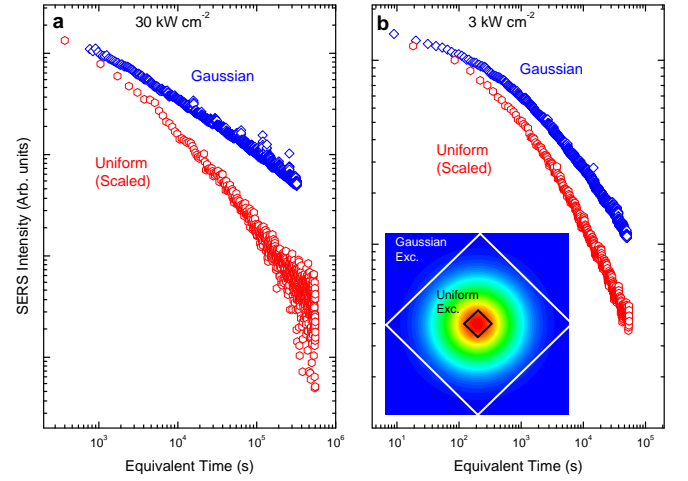 a
30 kW cm⁻²
Gaussian
Uniform
(Scaled)
SERS Intensity (Arb. units)
10³
10⁴
10⁵
10⁶
Equivalent Time (s)
b
3 kW cm⁻²
Gaussian
Uniform
(Scaled)
Gaussian
Exc.
Uniform
Exc.
10¹
10²
10³
10⁴
10⁵
Equivalent Time (s)